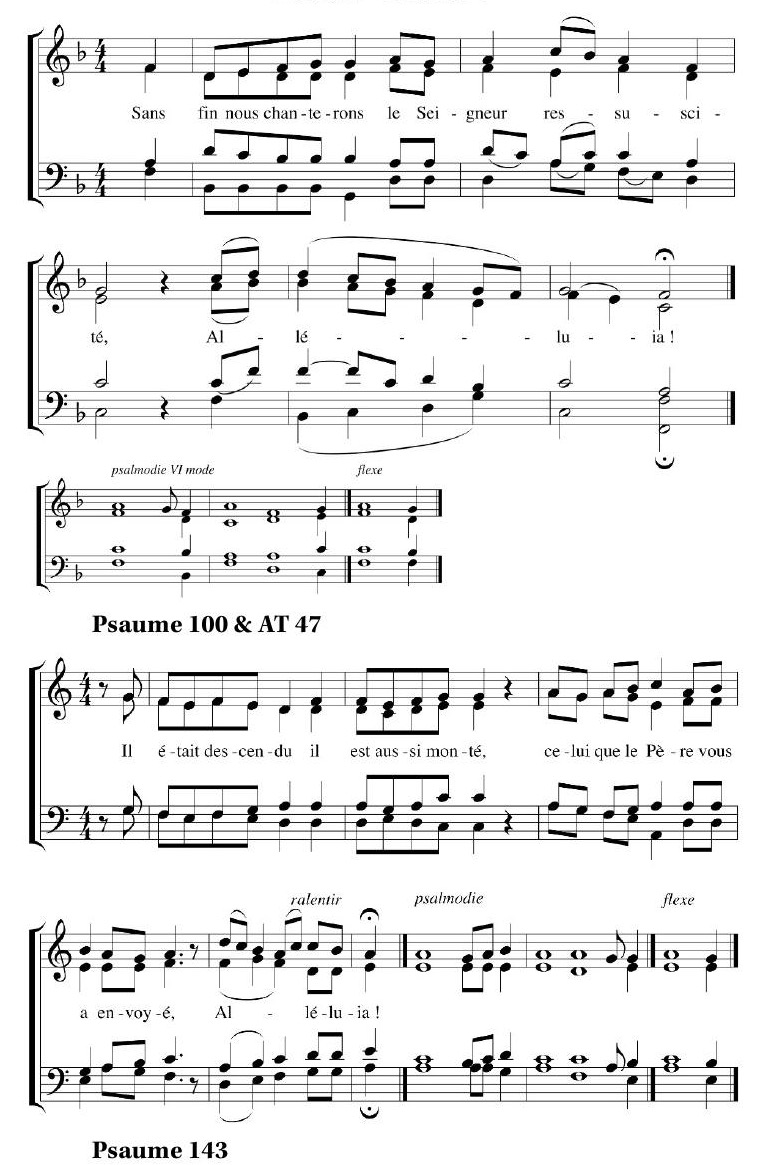 Sans fin nous chan - te - rons le Sei - gneur res - su - sci -
té, Al - lé - - - - lu - - ia !
psalmodie VI mode flexe
Psaume 100 & AT 47
Il é - tait des - cen - du il est aus - si mon - té, ce - lui que le Pè - re vous
ralentir psalmodie flexe
a en - voy - é, Al - lé - lu - ia !
Psaume 143